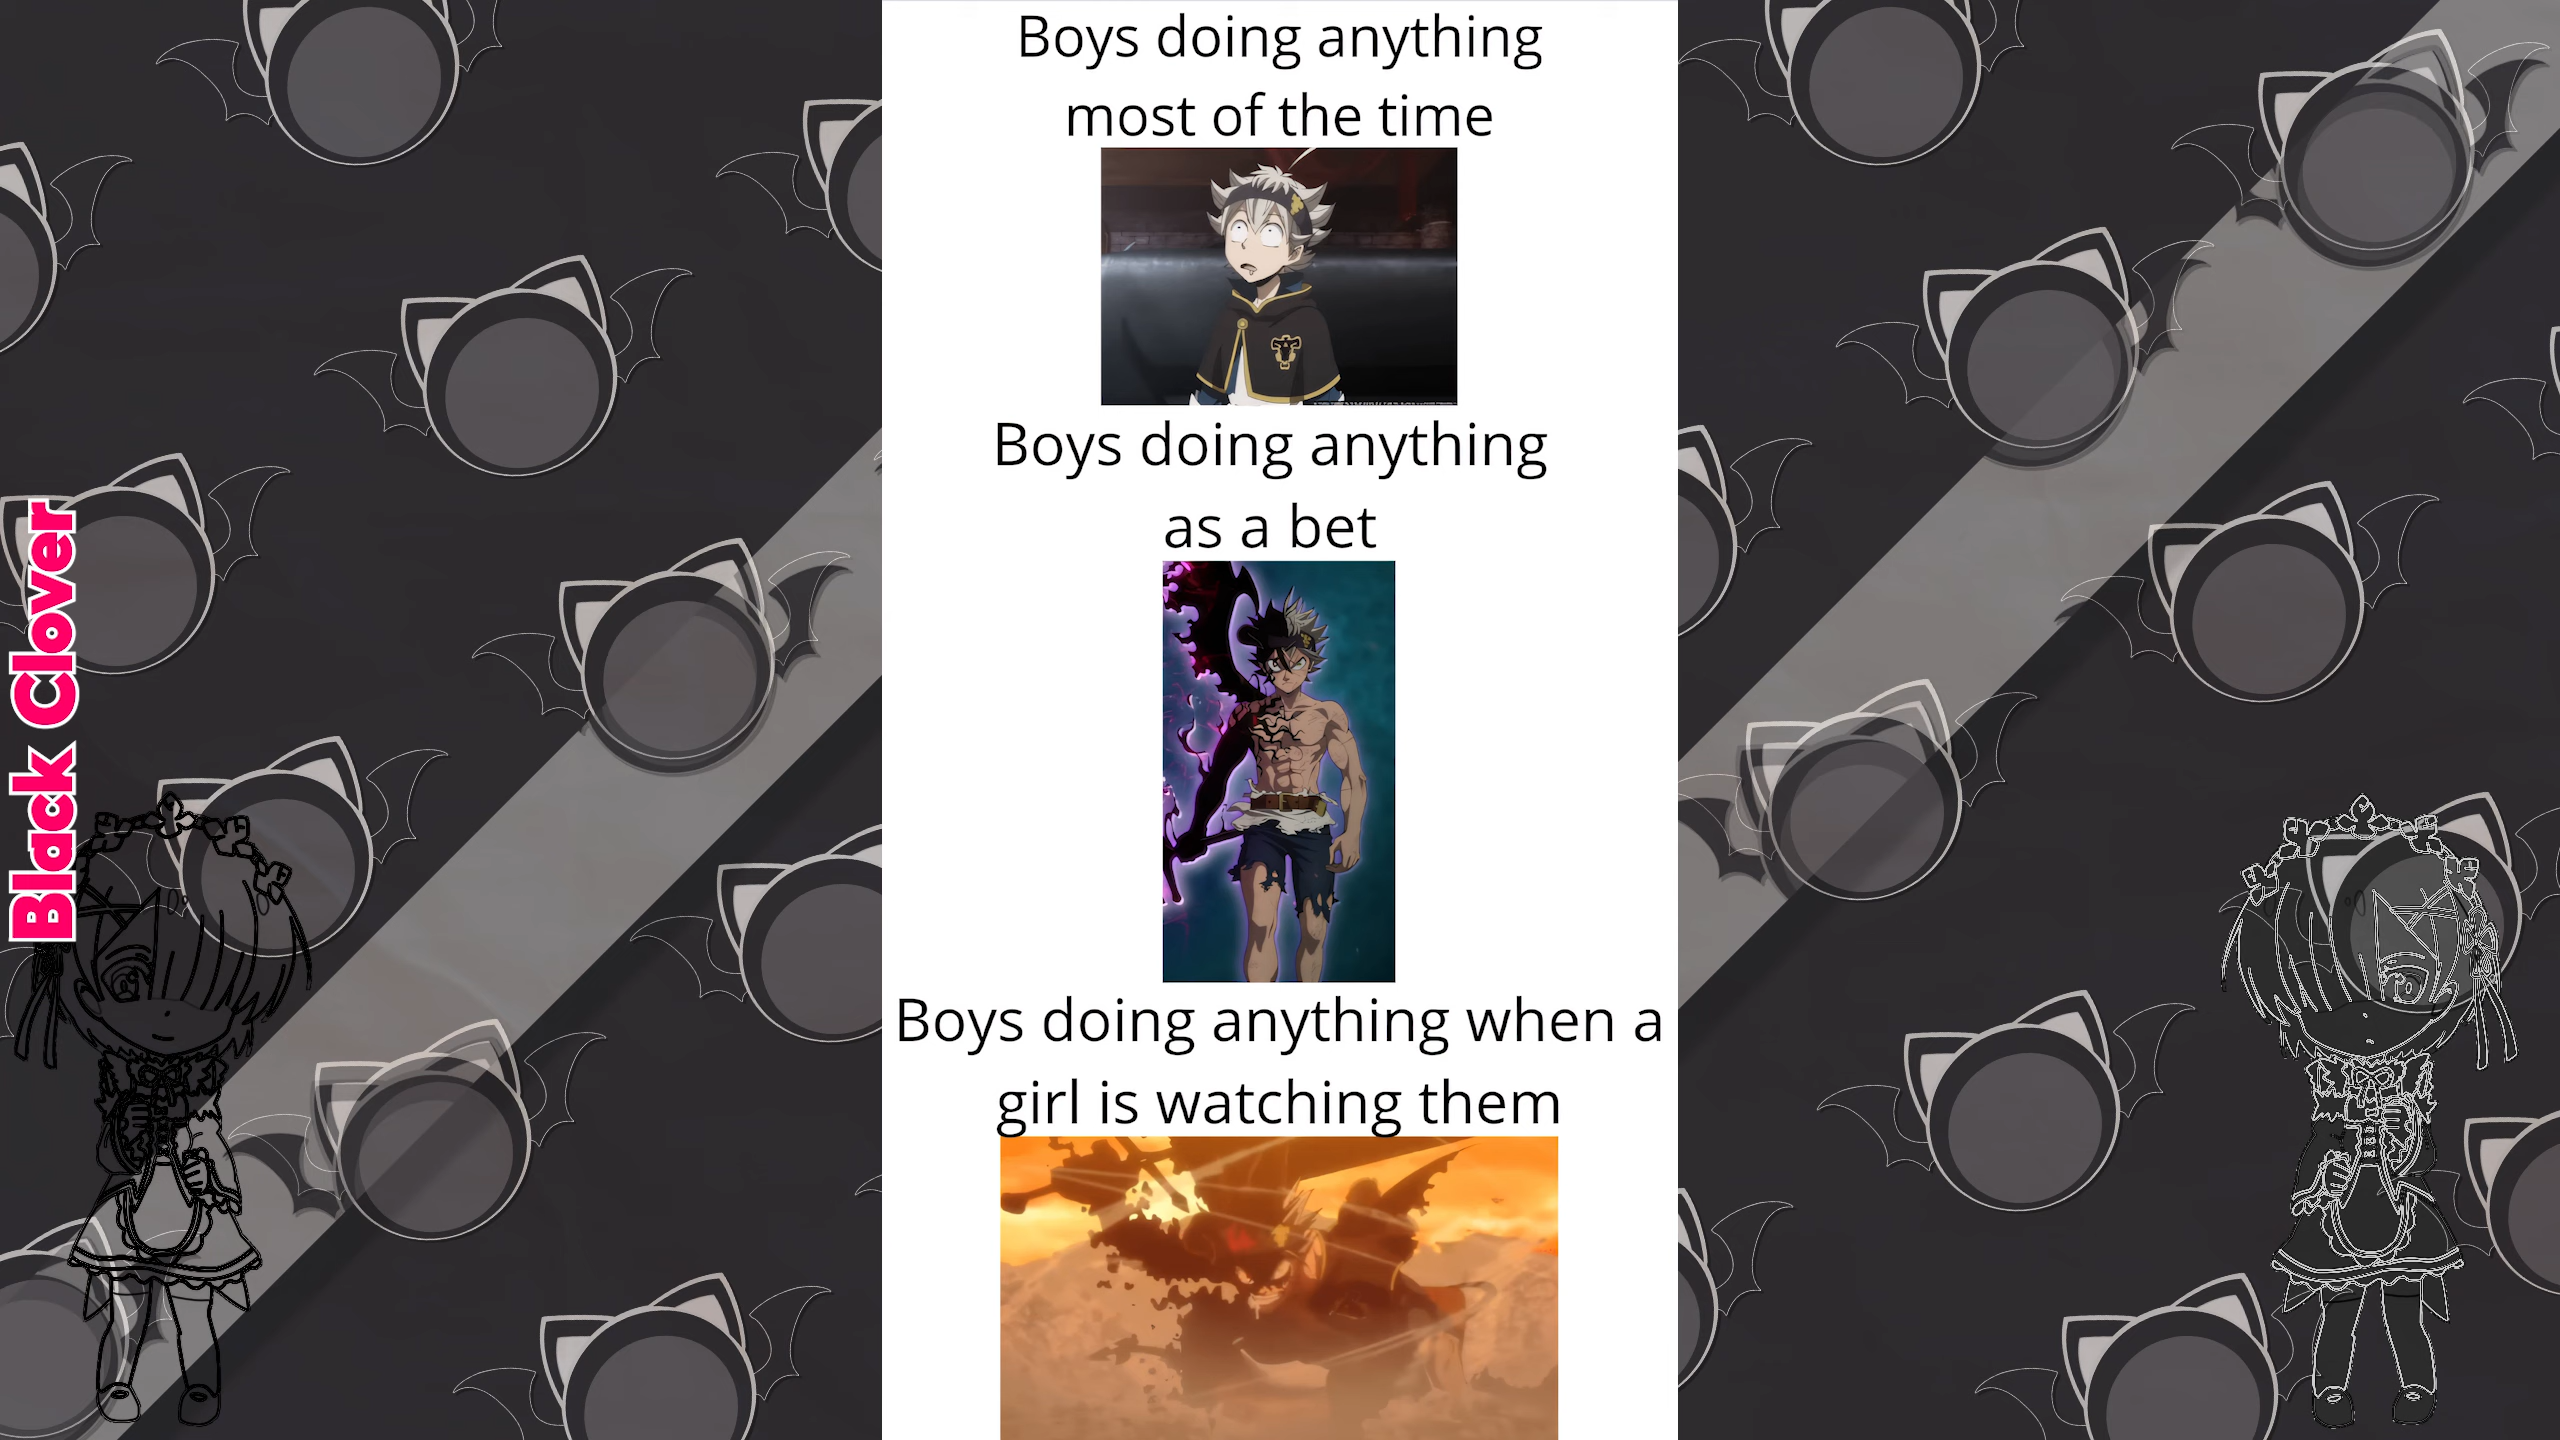 Boys doing anything
most of the time
Boys doing anything
as a bet
Boys doing anything when a
girl is watching them
Black Clover